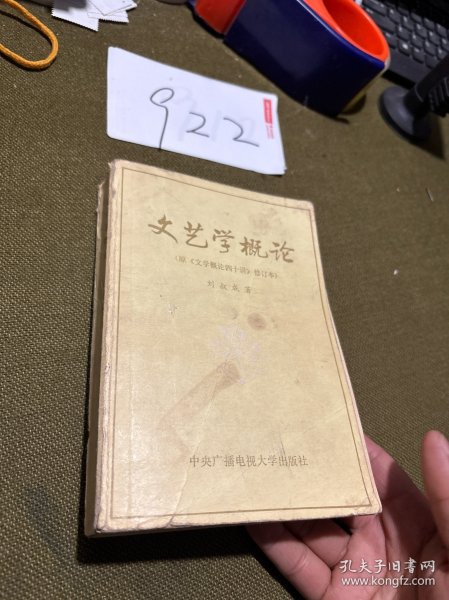 9212
文艺学概论
(原《文学概论四十讲》修订本)
刘叔成 著
中央广播电视大学出版社
孔夫子旧书网
www.kongfz.com